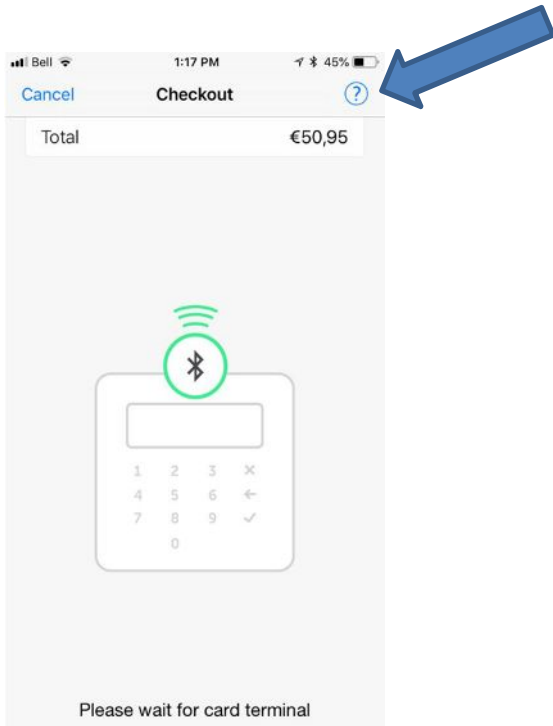 Bell 1:17 PM 45%
Cancel Checkout ?
Total €50,95
1 2 3 ×
4 5 6 ←
7 8 9 ✓
0
Please wait for card terminal